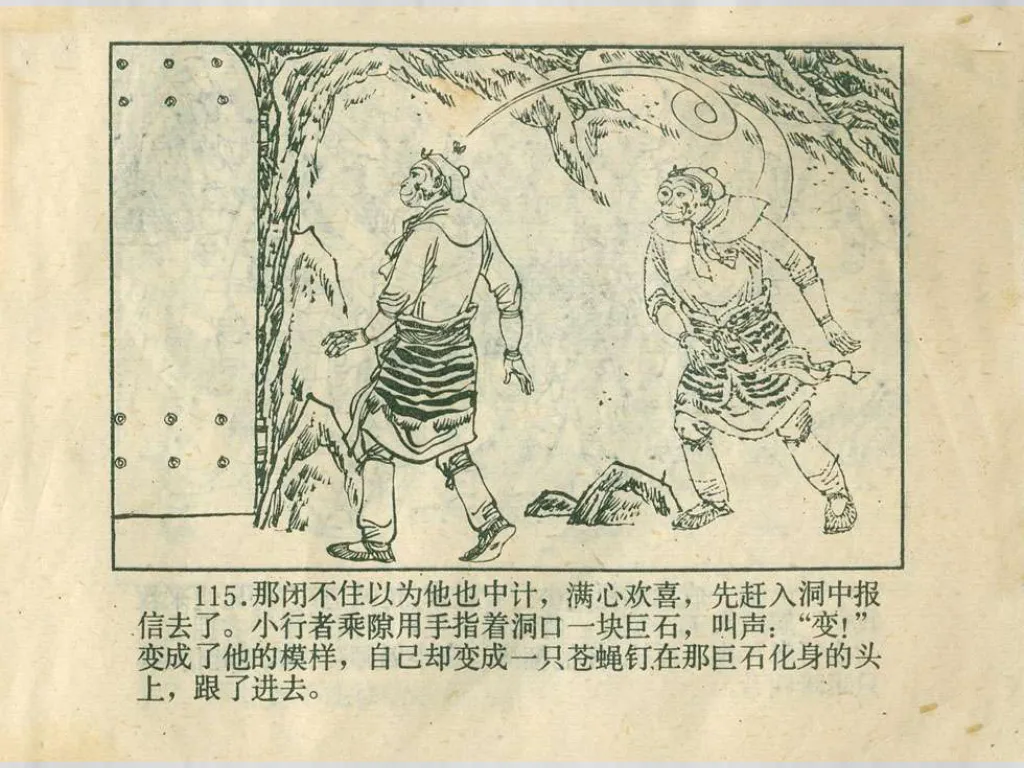 115.那闭不住以为他也中计，满心欢喜，先赶入洞中报
信去了。小行者乘隙用手指着洞口一块巨石，叫声：“变！”
变成了他的模样，自己却变成一只苍蝇钉在那巨石化身的头
上，跟了进去。